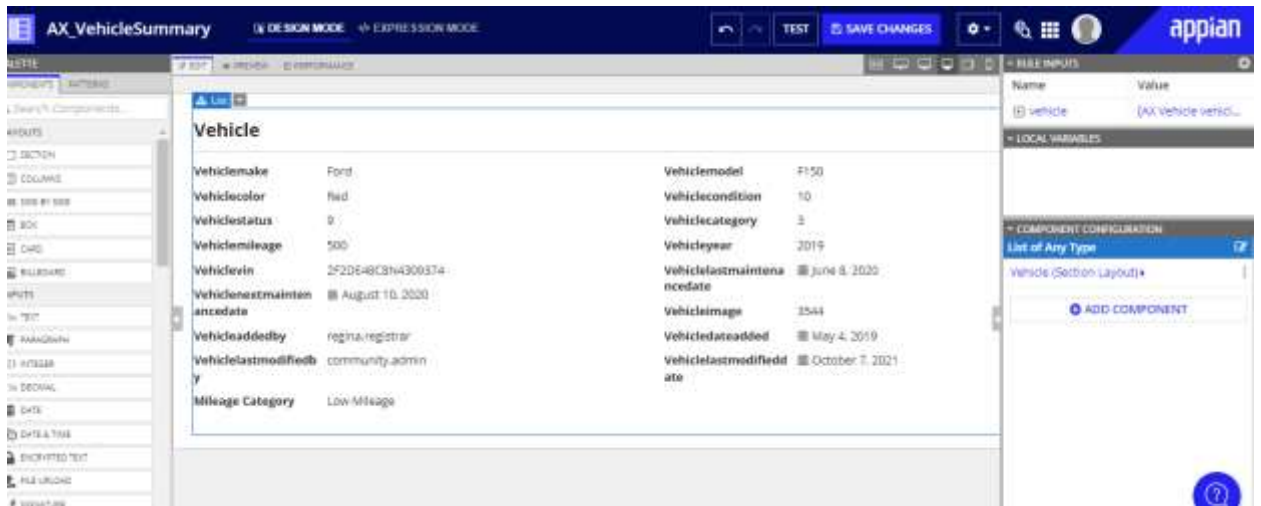 AX_VehicleSummary
DESIGN MODE
EXPRESSION MODE
TEST
SAVE CHANGES
appian
EDIT
PREVIEW
PERFORMANCE
PATTERNS
Search Components...
SECTION
COLUMNS
SIDE BY SIDE
BOX
CARD
BILLBOARD
TEXT
PARAGRAPH
INTEGER
DECIMAL
DATE
DATE & TIME
ENCRYPTED TEXT
FILE UPLOAD
List
Vehicle
Vehiclemake Ford
Vehiclemodel F150
Vehiclecolor Red
Vehiclecondition 10
Vehiclestatus 9
Vehiclecategory 3
Vehiclemileage 500
Vehicleyear 2019
Vehiclevin
Vehiclelastmaintena June 8, 2020
ncedate
Vehiclenextmainten August 10, 2020
ancedate
Vehicleimage 3544
Vehicleaddedby regina.registrar
Vehicledateadded May 4, 2019
Vehiclelastmodifiedb community.admin
y
Vehiclelastmodifiedd October 7, 2021
ate
Mileage Category Low Mileage
RULE INPUTS
Name Value
vehicle
LOCAL VARIABLES
COMPONENT CONFIGURATION
List of Any Type
Vehicle (Section Layout)
ADD COMPONENT